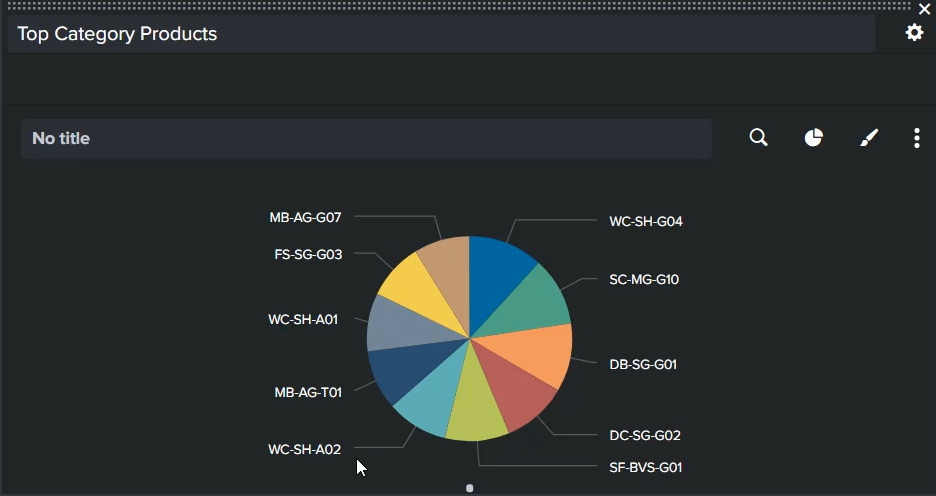 Top Category Products
No title
MB-AG-G07
WC-SH-G04
FS-SG-G03
SC-MG-G10
WC-SH-A01
DB-SG-G01
MB-AG-T01
DC-SG-G02
WC-SH-A02
SF-BVS-G01